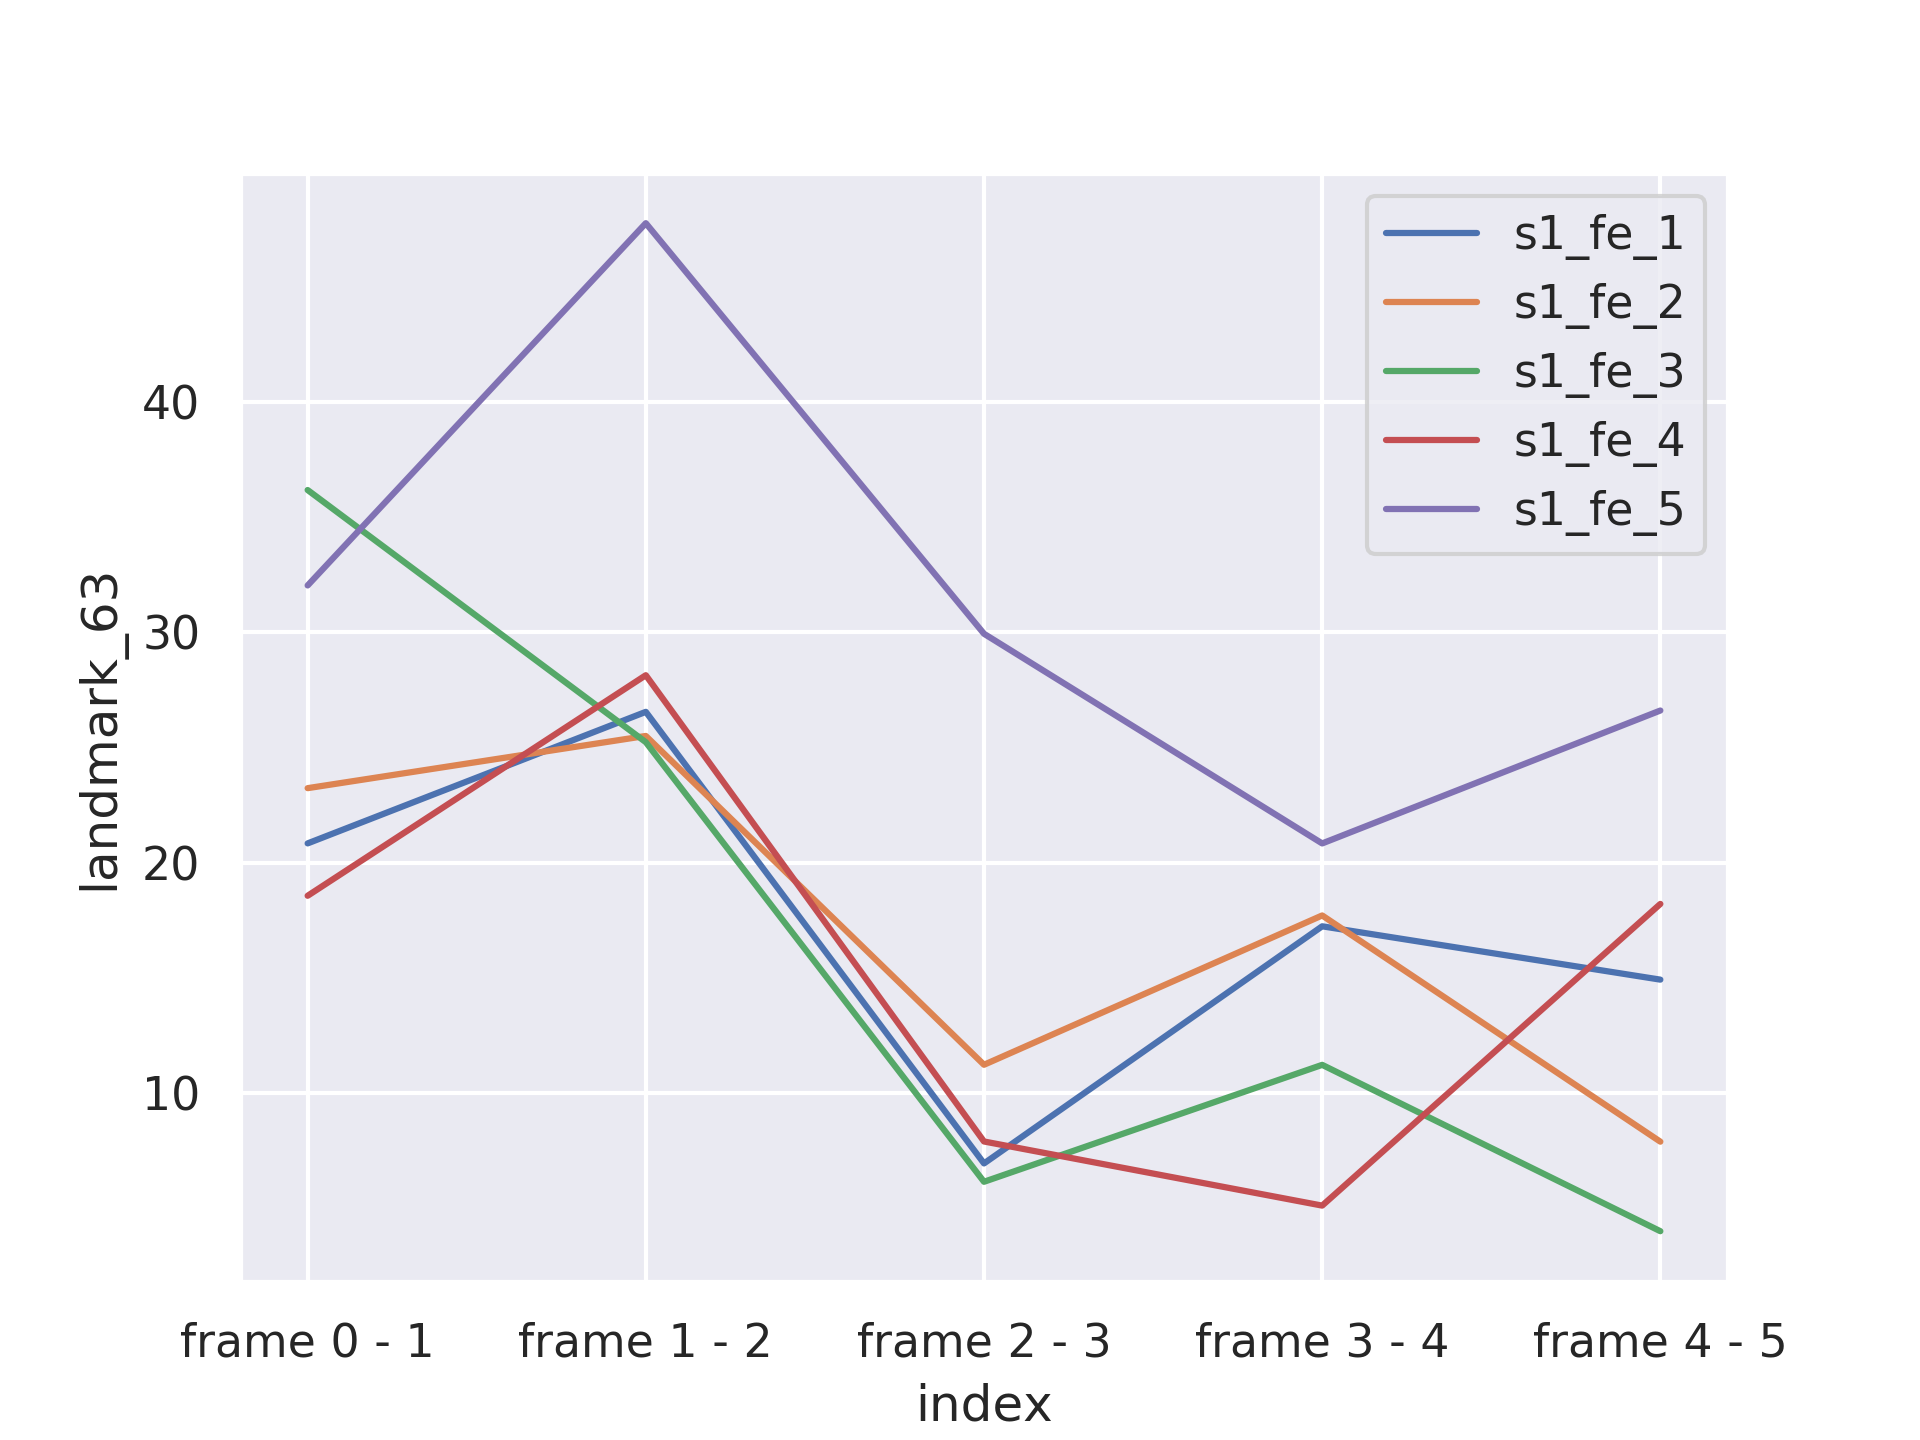 s1_fe_1
s1_fe_2
s1_fe_3
s1_fe_4
s1_fe_5
landmark_63
40
30
20
10
frame 0 - 1
frame 1 - 2
frame 2 - 3
frame 3 - 4
frame 4 - 5
index